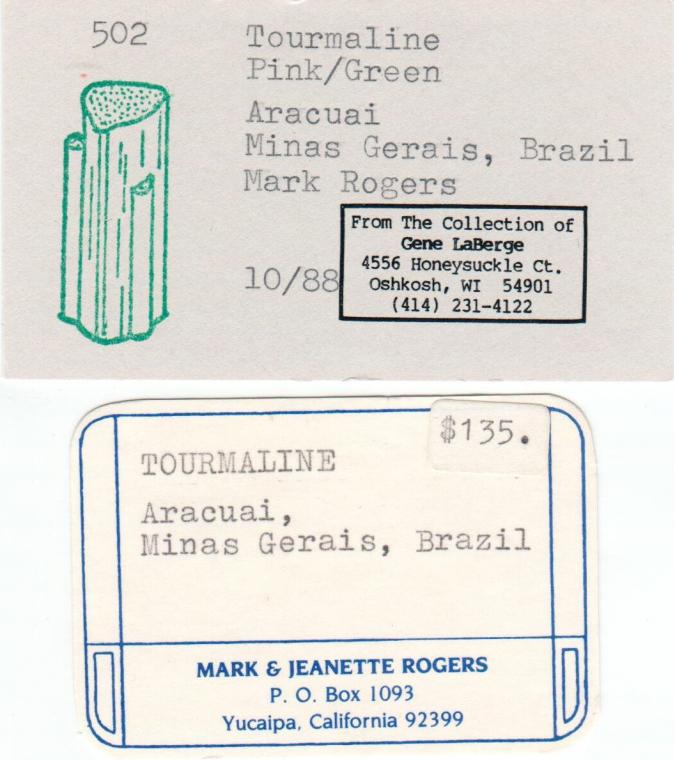 502
Tourmaline
Pink/Green
Aracuai
Minas Gerais, Brazil
Mark Rogers
10/88
From The Collection of
Gene LaBerge
4556 Honeysuckle Ct.
Oshkosh, WI 54901
(414) 231-4122
$135.
TOURMALINE
Aracuai,
Minas Gerais, Brazil
MARK & JEANETTE ROGERS
P. O. Box 1093
Yucaipa, California 92399